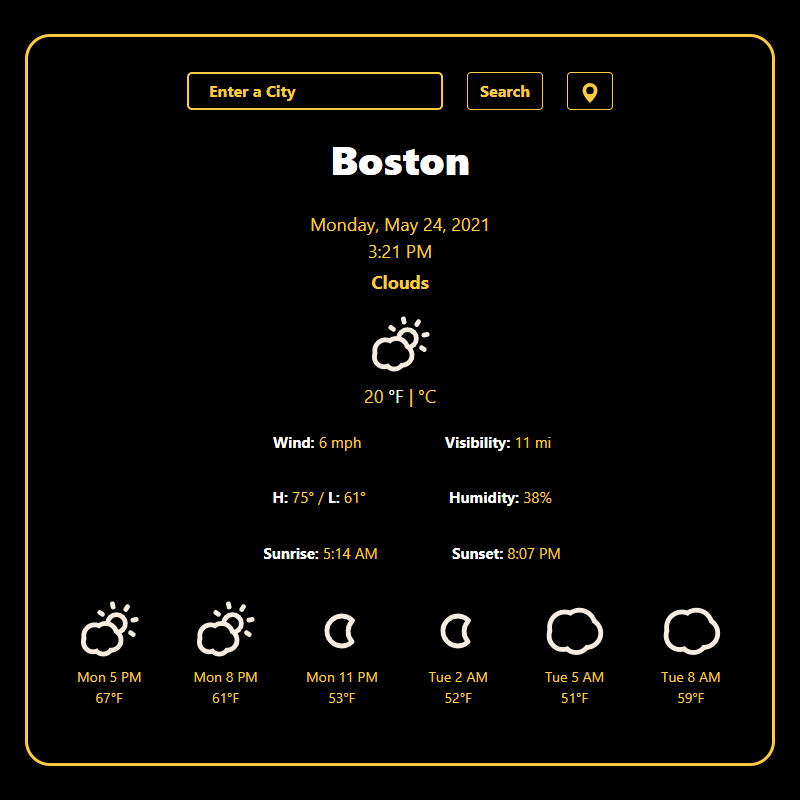 Enter a City Search
Boston
Monday, May 24, 2021
3:21 PM
Clouds
20 °F | °C
Wind: 6 mph Visibility: 11 mi
H: 75° / L: 61° Humidity: 38%
Sunrise: 5:14 AM Sunset: 8:07 PM
Mon 5 PM Mon 8 PM Mon 11 PM Tue 2 AM Tue 5 AM Tue 8 AM
67°F 61°F 53°F 52°F 51°F 59°F